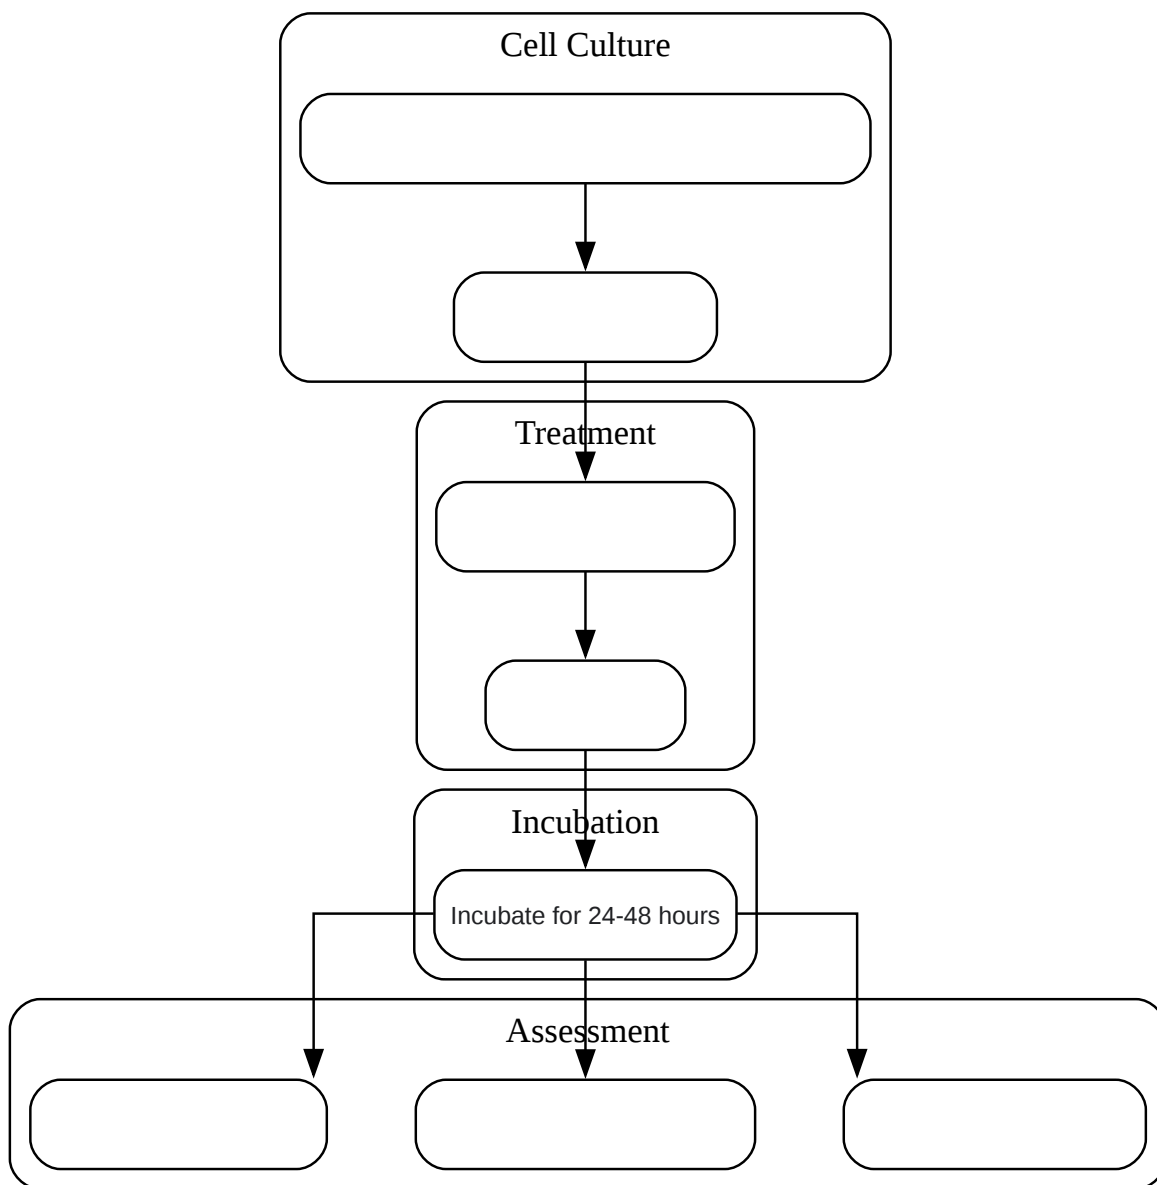 Cell Culture
Treatment
Incubation
Incubate for 24-48 hours
Assessment